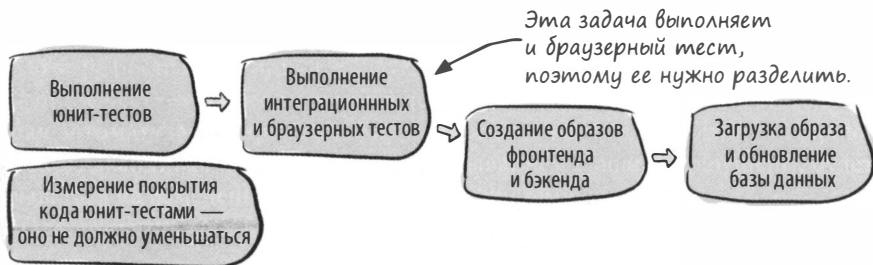 Эта задача выполняет
и браузерный тест,
поэтому ее нужно разделить.
Выполнение
юнит-тестов
Выполнение
интеграционнных
и браузерных тестов
Создание образов
фронтенда
и бэкенда
Загрузка образа
и обновление
базы данных
Измерение покрытия
кода юнит-тестами —
оно не должно уменьшаться